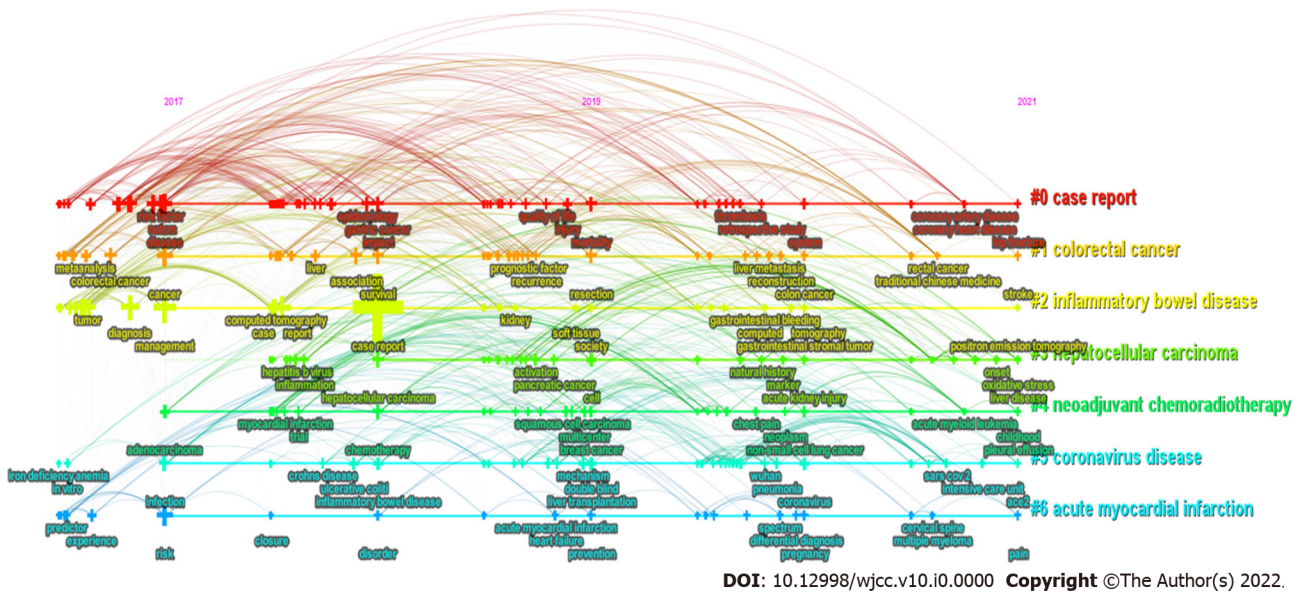 2017 2019 2021
#0 case report
risk factor epidemiology quality of life thrombosis coronary artery disease
gastric cancer injury retrospective study coronary heart disease
disease impact mortality system hip fracture
#1 colorectal cancer
metaanalysis liver prognostic factor liver metastasis rectal cancer
colorectal cancer association recurrence reconstruction traditional chinese medicine
cancer survival resection colon cancer stroke
#2 inflammatory bowel disease
tumor computed tomography kidney gastrointestinal bleeding
diagnosis case report soft tissue computed tomography
management case report society gastrointestinal stromal tumor positron emission tomography
#3 hepatocellular carcinoma
hepatitis b virus activation natural history onset
inflammation pancreatic cancer marker oxidative stress
hepatocellular carcinoma cell acute kidney injury liver disease
#4 neoadjuvant chemoradiotherapy
myocardial infarction squamous cell carcinoma chest pain acute myeloid leukemia
trial multicenter neoplasm childhood
adenocarcinoma chemotherapy breast cancer non-small cell lung cancer pleural effusion
#5 coronavirus disease
iron deficiency anemia crohns disease mechanism wuhan sars cov 2
in vitro ulcerative coliti double blind pneumonia intensive care unit
infection inflammatory bowel disease liver transplantation coronavirus ace2
#6 acute myocardial infarction
predictor acute myocardial infarction spectrum cervical spine
experience closure heart failure differential diagnosis multiple myeloma
risk disorder prevention pregnancy pain
DOI: 10.12998/wjcc.v10.i0.0000 Copyright ©The Author(s) 2022.